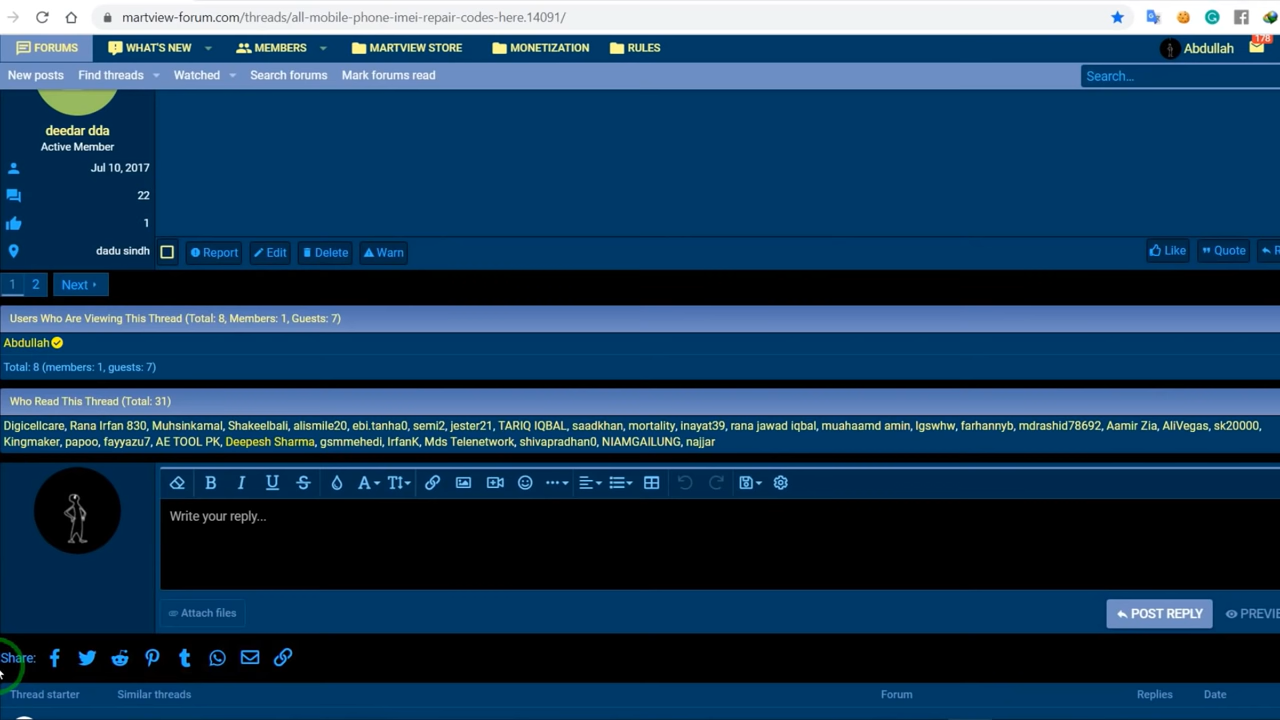 martview-forum.com/threads/all-mobile-phone-imei-repair-codes-here.14091/
FORUMS WHAT'S NEW MEMBERS MARTVIEW STORE MONETIZATION RULES Abdullah 178
New posts Find threads Watched Search forums Mark forums read Search...
deedar dda
Active Member
Jul 10, 2017
22
1
dadu sindh Report Edit Delete Warn Like Quote R
1 2 Next
Users Who Are Viewing This Thread (Total: 8, Members: 1, Guests: 7)
Abdullah
Total: 8 (members: 1, guests: 7)
Who Read This Thread (Total: 31)
Digicellcare, Rana Irfan 830, Muhsinkamal, Shakeelbali, alismile20, ebi.tanha0, semi2, jester21, TARIQ IQBAL, saadkhan, mortality, inayat39, rana jawad iqbal, muahaamd amin, lgswhw, farhannyb, mdrashid78692, Aamir Zia, AliVegas, sk20000,
Kingmaker, papoo, fayyazu7, AE TOOL PK, Deepesh Sharma, gsmmehedi, IrfanK, Mds Telenetwork, shivapradhan0, NIAMGAILUNG, najjar
Write your reply...
Attach files POST REPLY PREVIE
Share:
Thread starter Similar threads Forum Replies Date